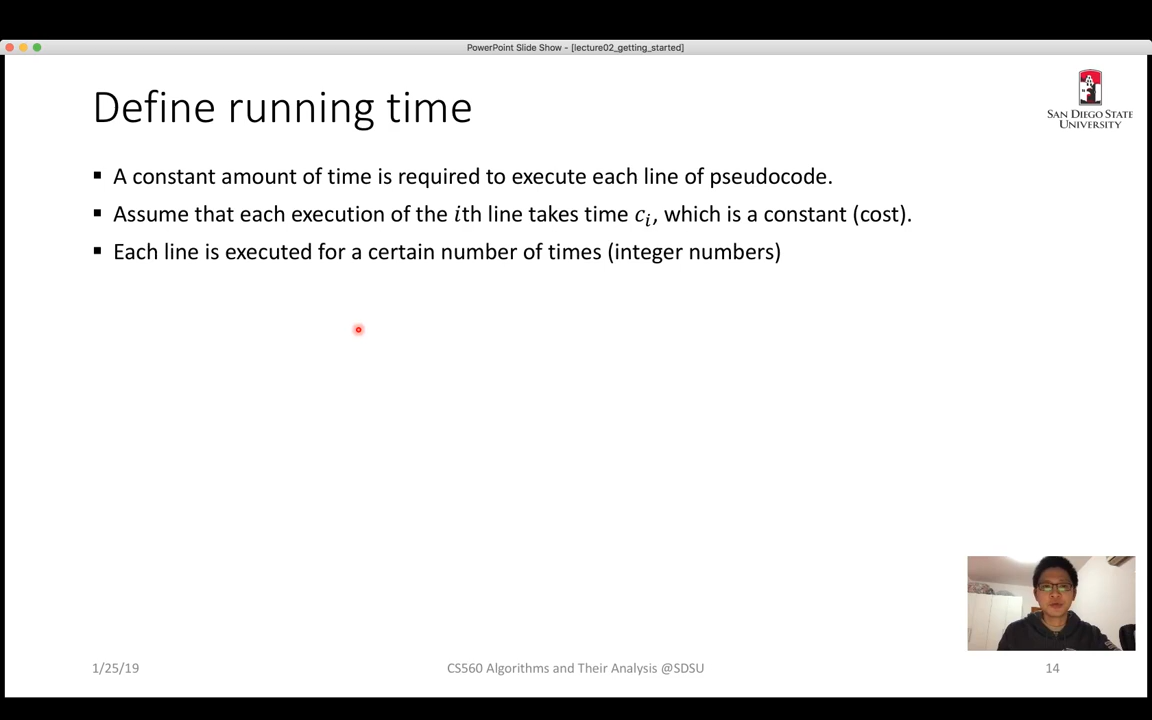 PowerPoint Slide Show - [lecture02_getting_started]
Define running time
SAN DIEGO STATE
UNIVERSITY
▪ A constant amount of time is required to execute each line of pseudocode.
▪ Assume that each execution of the 𝑖th line takes time 𝑐ᵢ, which is a constant (cost).
▪ Each line is executed for a certain number of times (integer numbers)
1/25/19
CS560 Algorithms and Their Analysis @SDSU
14